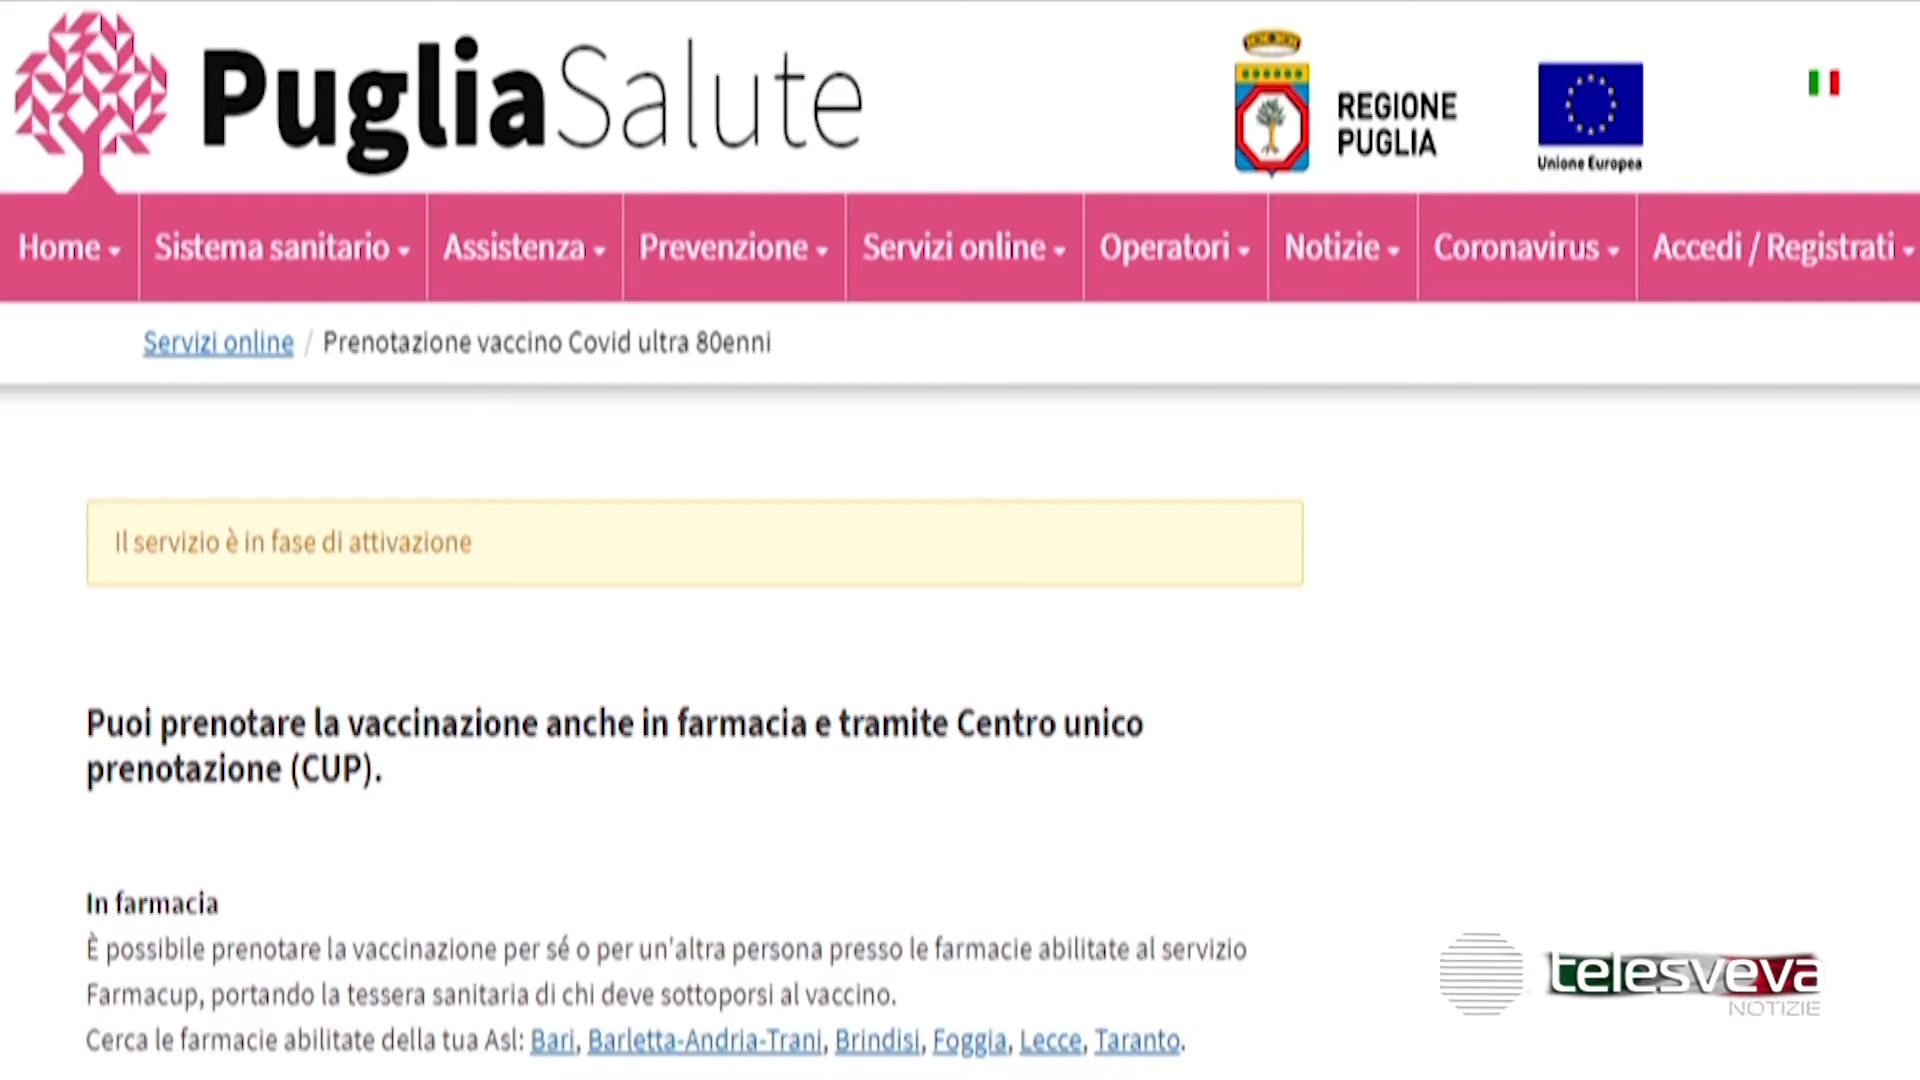 PugliaSalute
REGIONE
PUGLIA
Unione Europea
Home Sistema sanitario Assistenza Prevenzione Servizi online Operatori Notizie Coronavirus Accedi / Registrati
Servizi online / Prenotazione vaccino Covid ultra 80enni
Il servizio è in fase di attivazione
Puoi prenotare la vaccinazione anche in farmacia e tramite Centro unico
prenotazione (CUP).
In farmacia
È possibile prenotare la vaccinazione per sé o per un'altra persona presso le farmacie abilitate al servizio
Farmacup, portando la tessera sanitaria di chi deve sottoporsi al vaccino.
Cerca le farmacie abilitate della tua Asl: Bari, Barletta-Andria-Trani, Brindisi, Foggia, Lecce, Taranto.
telesveva
NOTIZIE